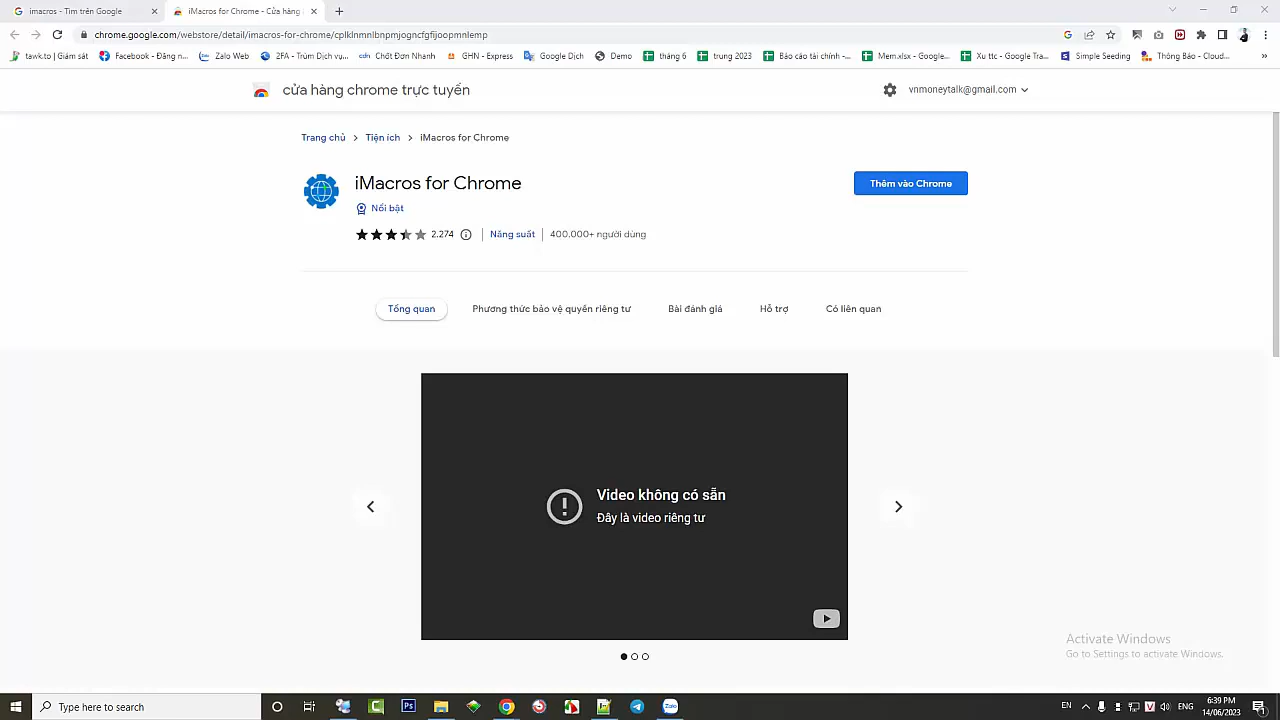 imacros - Tìm trên Google
iMacros for Chrome - Cửa hàng
chrome.google.com/webstore/detail/imacros-for-chrome/cplklnmnlbnpmjogncfgfijoopmnlemp
tawk.to | Giám sát
Facebook - Đăng n...
Zalo Web
2FA - Trùm Dịch vụ...
Chốt Đơn Nhanh
GHN - Express
Google Dịch
Demo
tháng 6
trung 2023
Báo cáo tài chính -...
Mem.xlsx - Google...
Xu ttc - Google Tra...
Simple Seeding
Thông Báo - Cloud...
cửa hàng chrome trực tuyến
vnmoneytalk@gmail.com
Trang chủ > Tiện ích > iMacros for Chrome
iMacros for Chrome
Thêm vào Chrome
Nổi bật
2.274
Năng suất
400.000+ người dùng
Tổng quan
Phương thức bảo vệ quyền riêng tư
Bài đánh giá
Hỗ trợ
Có liên quan
Video không có sẵn
Đây là video riêng tư
Activate Windows
Go to Settings to activate Windows.
Type here to search
EN
ENG
6:39 PM
14/06/2023